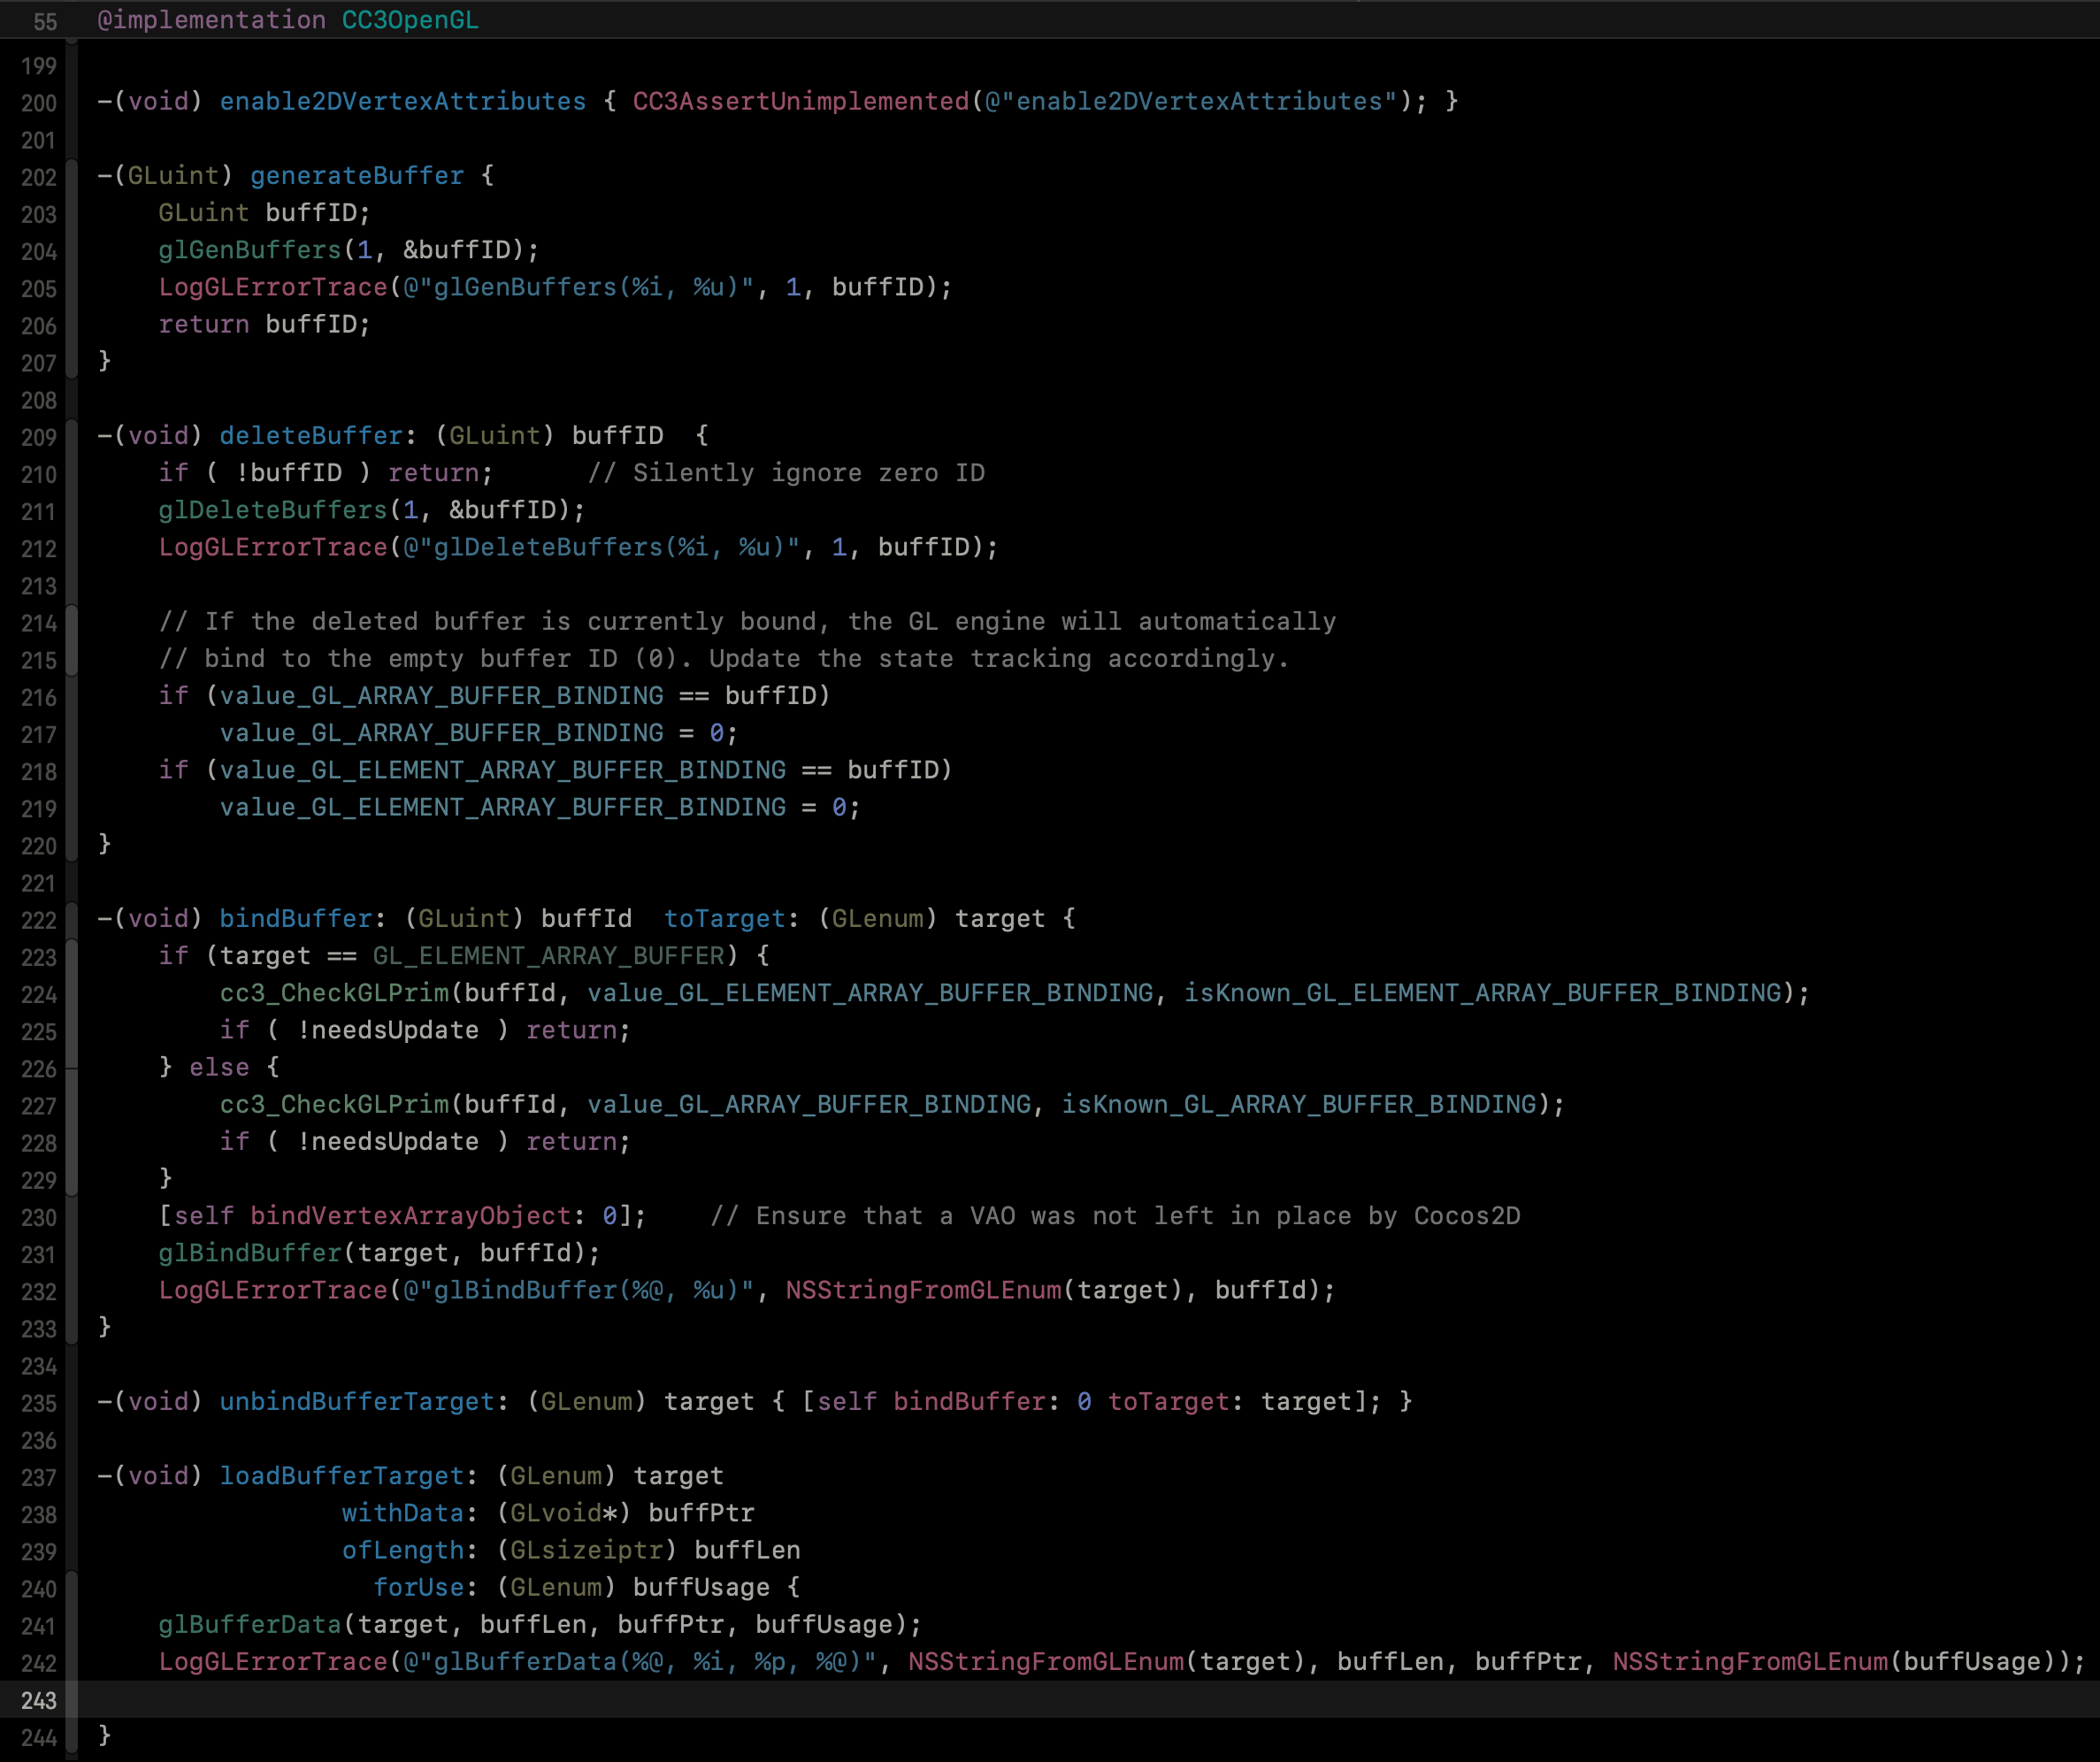 55 @implementation CC3OpenGL
199
200 -(void) enable2DVertexAttributes { CC3AssertUnimplemented(@"enable2DVertexAttributes"); }
201
202 -(GLuint) generateBuffer {
203     GLuint buffID;
204     glGenBuffers(1, &buffID);
205     LogGLErrorTrace(@"glGenBuffers(%i, %u)", 1, buffID);
206     return buffID;
207 }
208
209 -(void) deleteBuffer: (GLuint) buffID  {
210     if ( !buffID ) return;      // Silently ignore zero ID
211     glDeleteBuffers(1, &buffID);
212     LogGLErrorTrace(@"glDeleteBuffers(%i, %u)", 1, buffID);
213
214     // If the deleted buffer is currently bound, the GL engine will automatically
215     // bind to the empty buffer ID (0). Update the state tracking accordingly.
216     if (value_GL_ARRAY_BUFFER_BINDING == buffID)
217         value_GL_ARRAY_BUFFER_BINDING = 0;
218     if (value_GL_ELEMENT_ARRAY_BUFFER_BINDING == buffID)
219         value_GL_ELEMENT_ARRAY_BUFFER_BINDING = 0;
220 }
221
222 -(void) bindBuffer: (GLuint) buffId  toTarget: (GLenum) target {
223     if (target == GL_ELEMENT_ARRAY_BUFFER) {
224         cc3_CheckGLPrim(buffId, value_GL_ELEMENT_ARRAY_BUFFER_BINDING, isKnown_GL_ELEMENT_ARRAY_BUFFER_BINDING);
225         if ( !needsUpdate ) return;
226     } else {
227         cc3_CheckGLPrim(buffId, value_GL_ARRAY_BUFFER_BINDING, isKnown_GL_ARRAY_BUFFER_BINDING);
228         if ( !needsUpdate ) return;
229     }
230     [self bindVertexArrayObject: 0];    // Ensure that a VAO was not left in place by Cocos2D
231     glBindBuffer(target, buffId);
232     LogGLErrorTrace(@"glBindBuffer(%@, %u)", NSStringFromGLEnum(target), buffId);
233 }
234
235 -(void) unbindBufferTarget: (GLenum) target { [self bindBuffer: 0 toTarget: target]; }
236
237 -(void) loadBufferTarget: (GLenum) target
238                 withData: (GLvoid*) buffPtr
239                 ofLength: (GLsizeiptr) buffLen
240                   forUse: (GLenum) buffUsage {
241     glBufferData(target, buffLen, buffPtr, buffUsage);
242     LogGLErrorTrace(@"glBufferData(%@, %i, %p, %@)", NSStringFromGLEnum(target), buffLen, buffPtr, NSStringFromGLEnum(buffUsage));
243
244 }